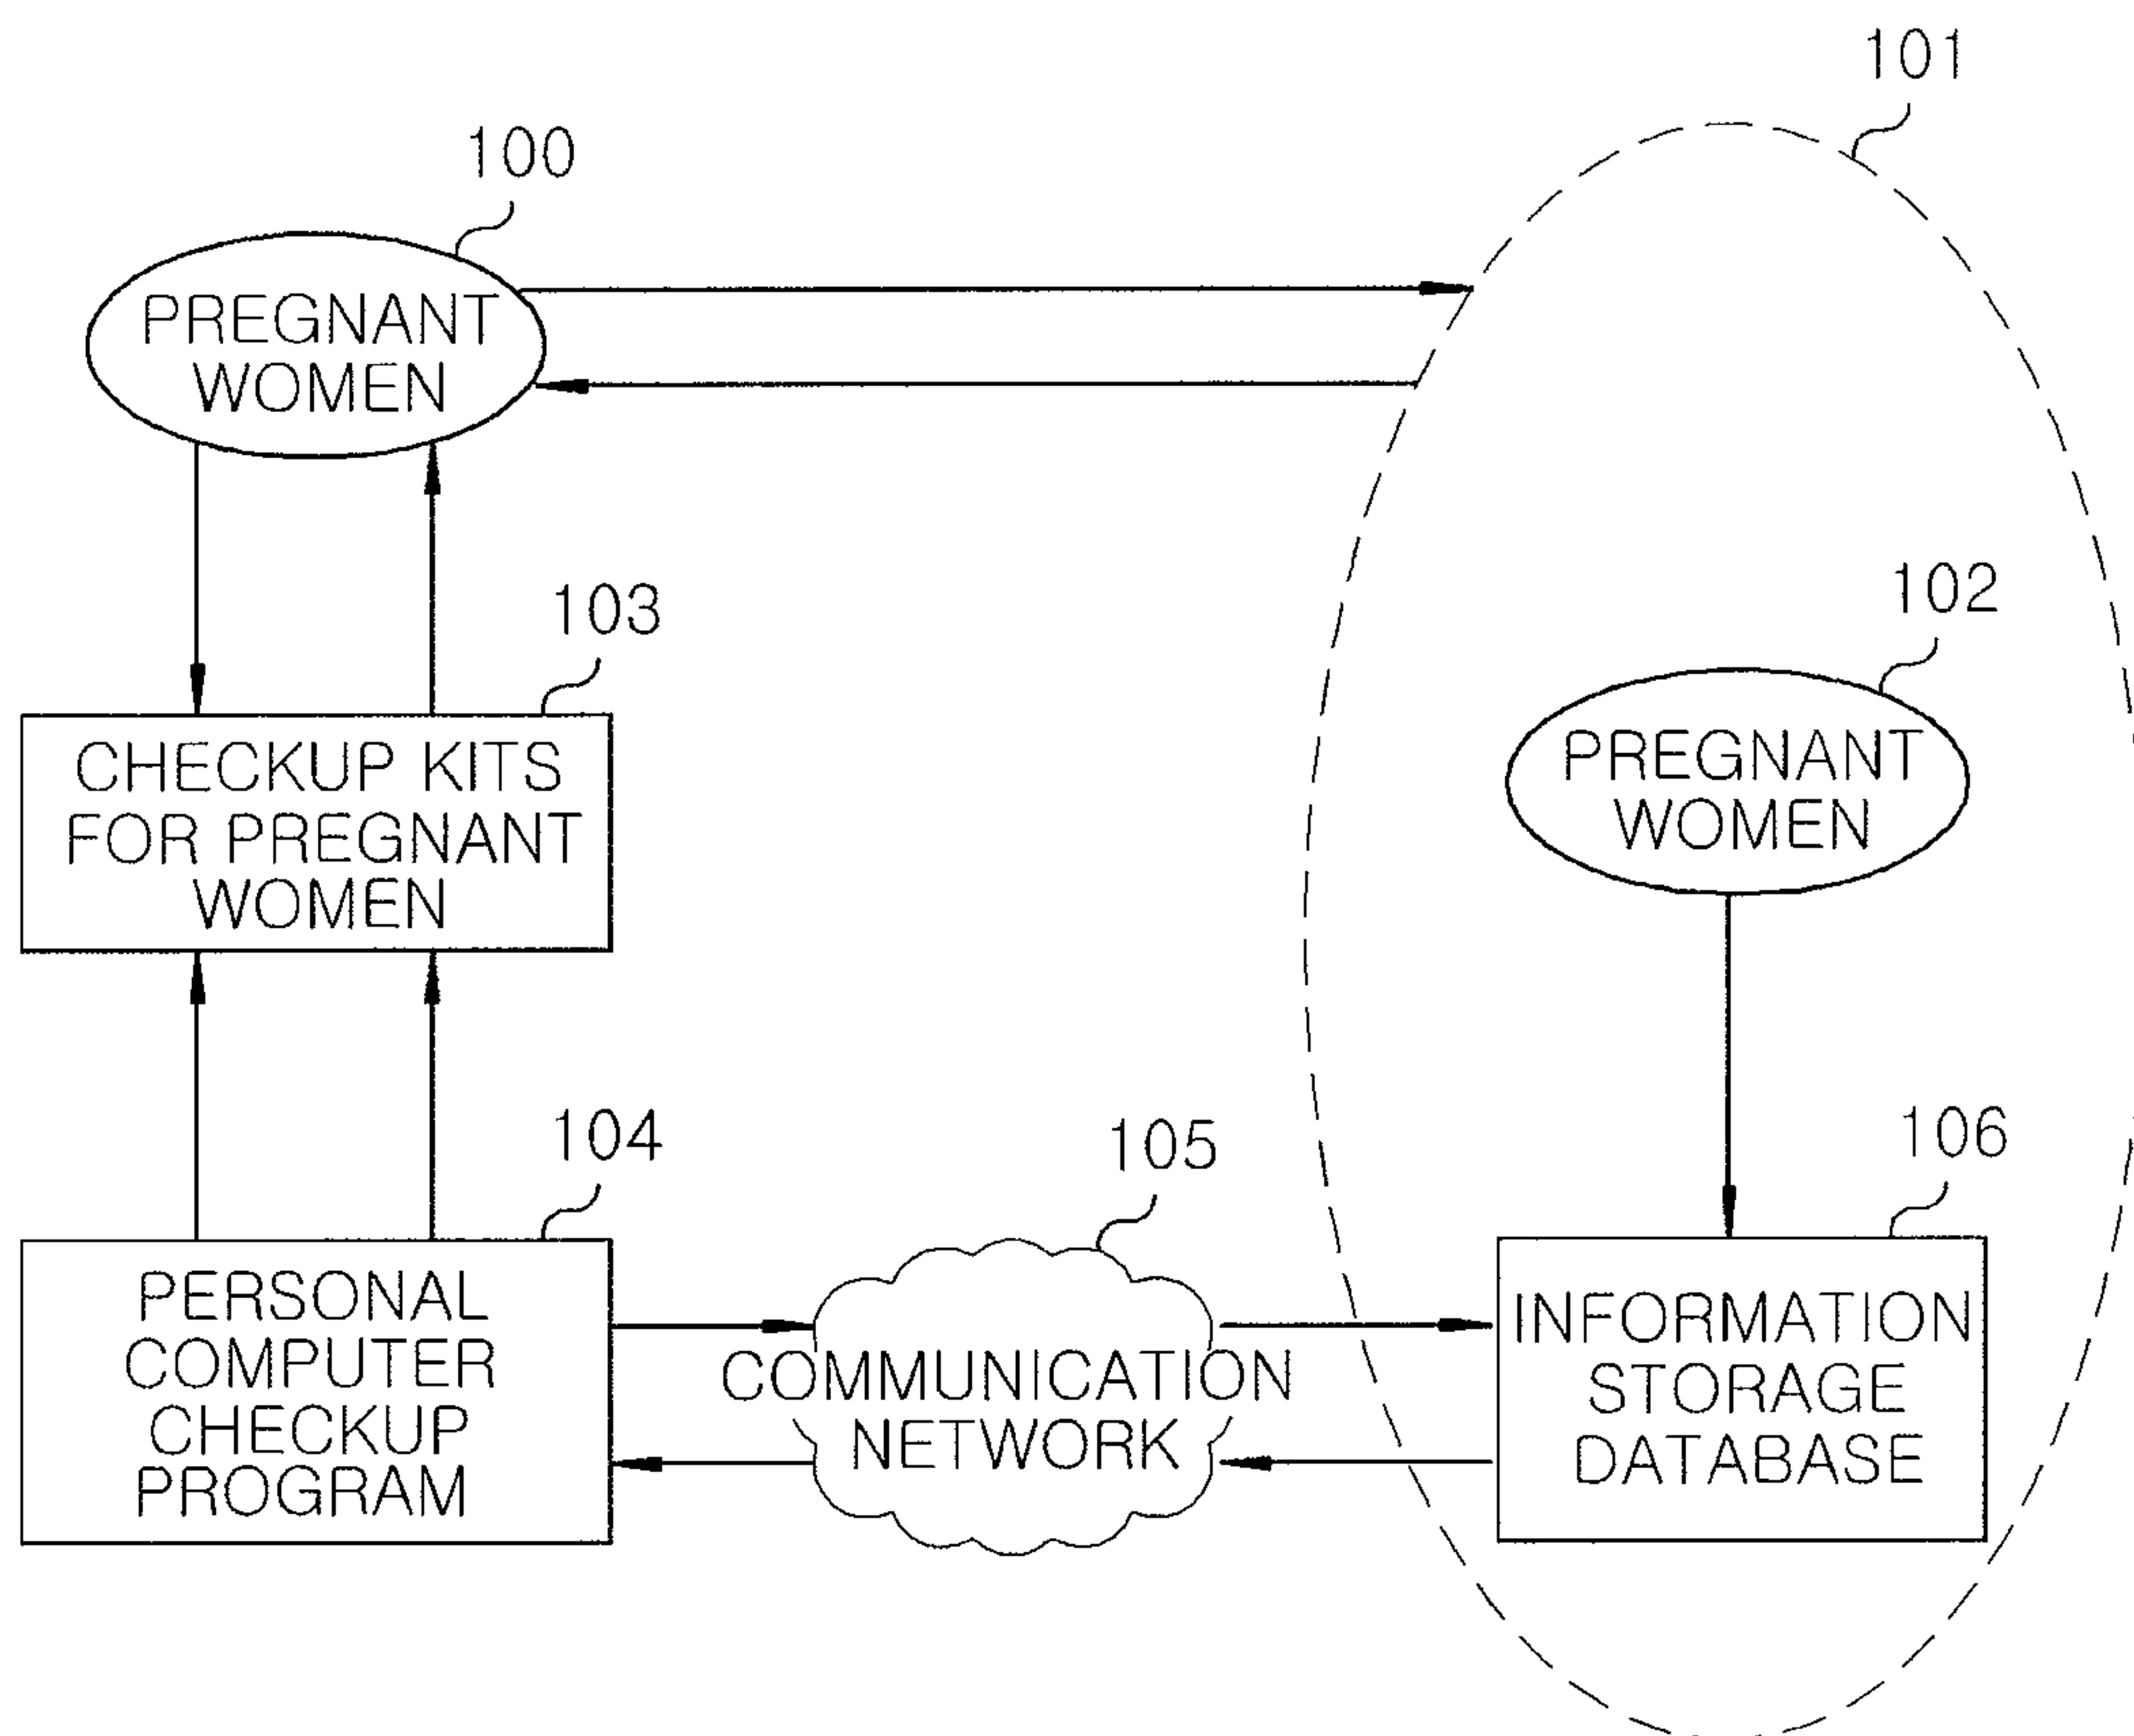 101
100
PREGNANT
WOMEN
102
103
PREGNANT
WOMEN
CHECKUP KITS
FOR PREGNANT
WOMEN
104
105
106
PERSONAL
COMPUTER
CHECKUP
PROGRAM
COMMUNICATION
NETWORK
INFORMATION
STORAGE
DATABASE